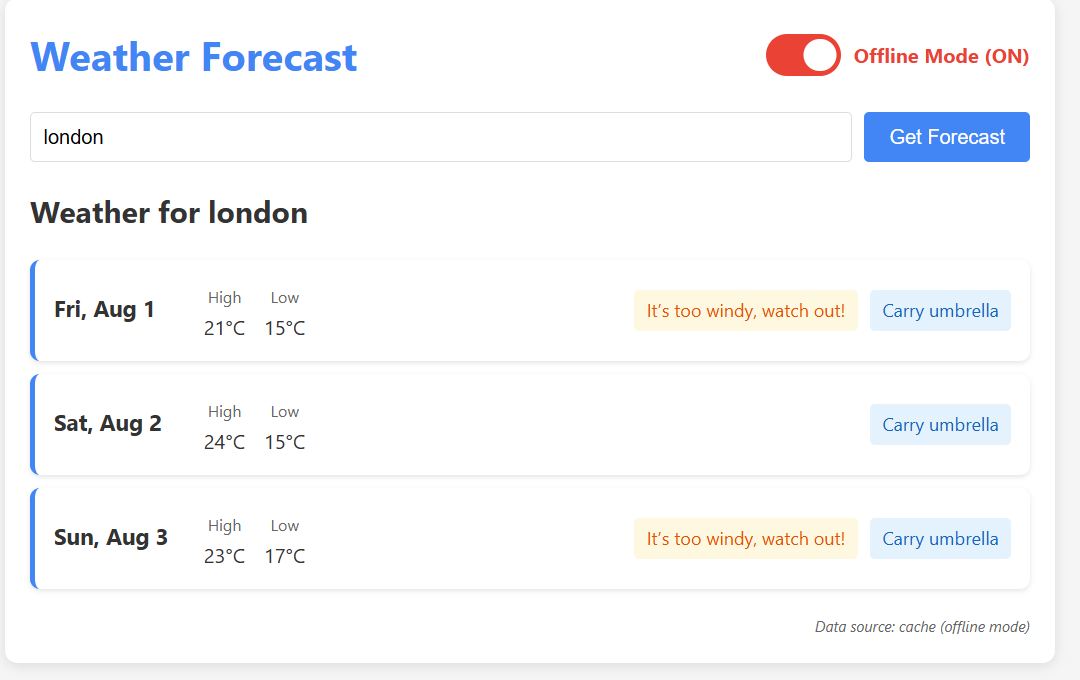 Weather Forecast
Offline Mode (ON)
london
Get Forecast
Weather for london
Fri, Aug 1
High Low
21°C 15°C
It's too windy, watch out!
Carry umbrella
Sat, Aug 2
High Low
24°C 15°C
Carry umbrella
Sun, Aug 3
High Low
23°C 17°C
It's too windy, watch out!
Carry umbrella
Data source: cache (offline mode)